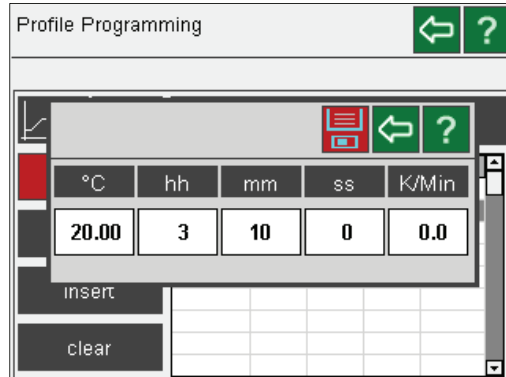 Profile Programming
?
?
°C hh mm ss K/Min
20.00 3 10 0 0.0
insert
clear